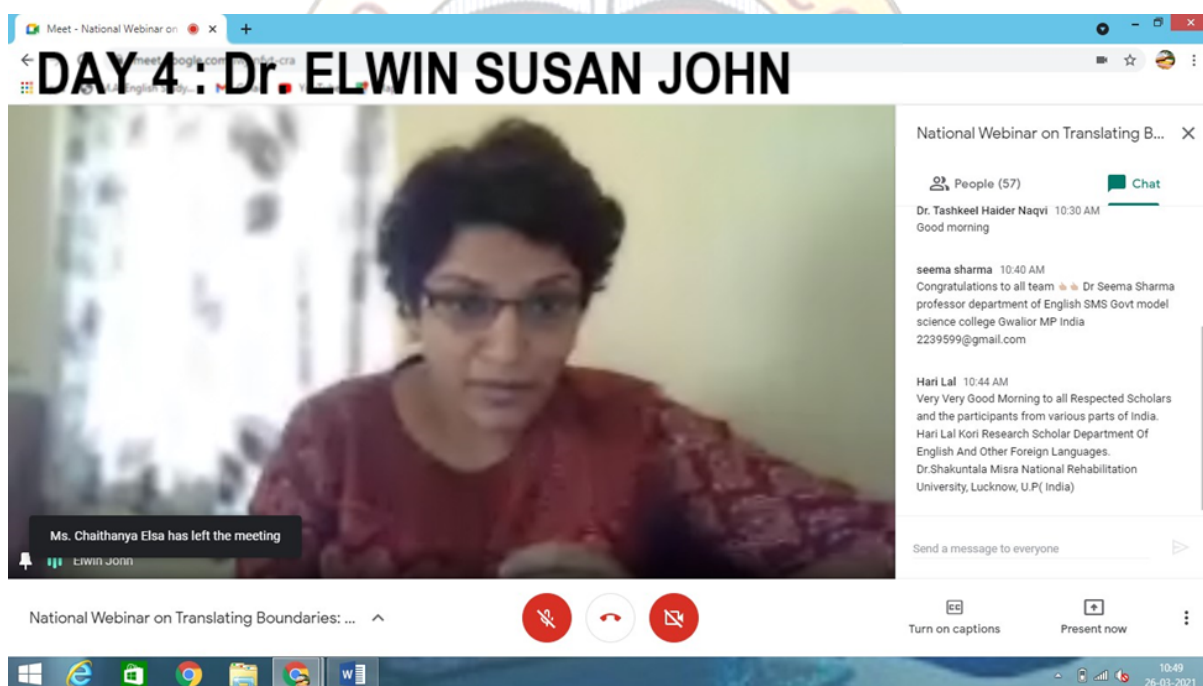 Meet - National Webinar on
DAY 4 : Dr. ELWIN SUSAN JOHN
National Webinar on Translating B...
People (57)
Chat
Dr. Tashkeel Haider Naqvi 10:30 AM
Good morning
seema sharma 10:40 AM
Congratulations to all team 👍🏻👍🏻 Dr Seema Sharma
professor department of English SMS Govt model
science college Gwalior MP India
2239599@gmail.com
Hari Lal 10:44 AM
Very Very Good Morning to all Respected Scholars
and the participants from various parts of India.
Hari Lal Kori Research Scholar Department Of
English And Other Foreign Languages.
Dr.Shakuntala Misra National Rehabilitation
University, Lucknow, U.P( India)
Ms. Chaithanya Elsa has left the meeting
Elwin John
Send a message to everyone
National Webinar on Translating Boundaries: ...
Turn on captions
Present now
10:49
26-03-2021